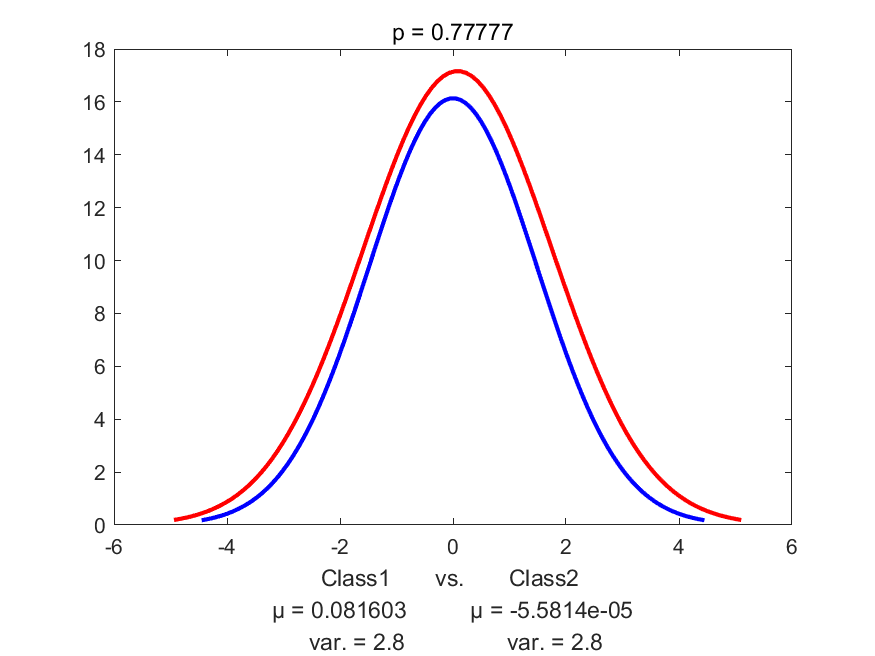 p = 0.77777
18
16
14
12
10
8
6
4
2
0
-6 -4 -2 0 2 4 6
Class1 vs. Class2
μ = 0.081603 μ = -5.5814e-05
var. = 2.8 var. = 2.8